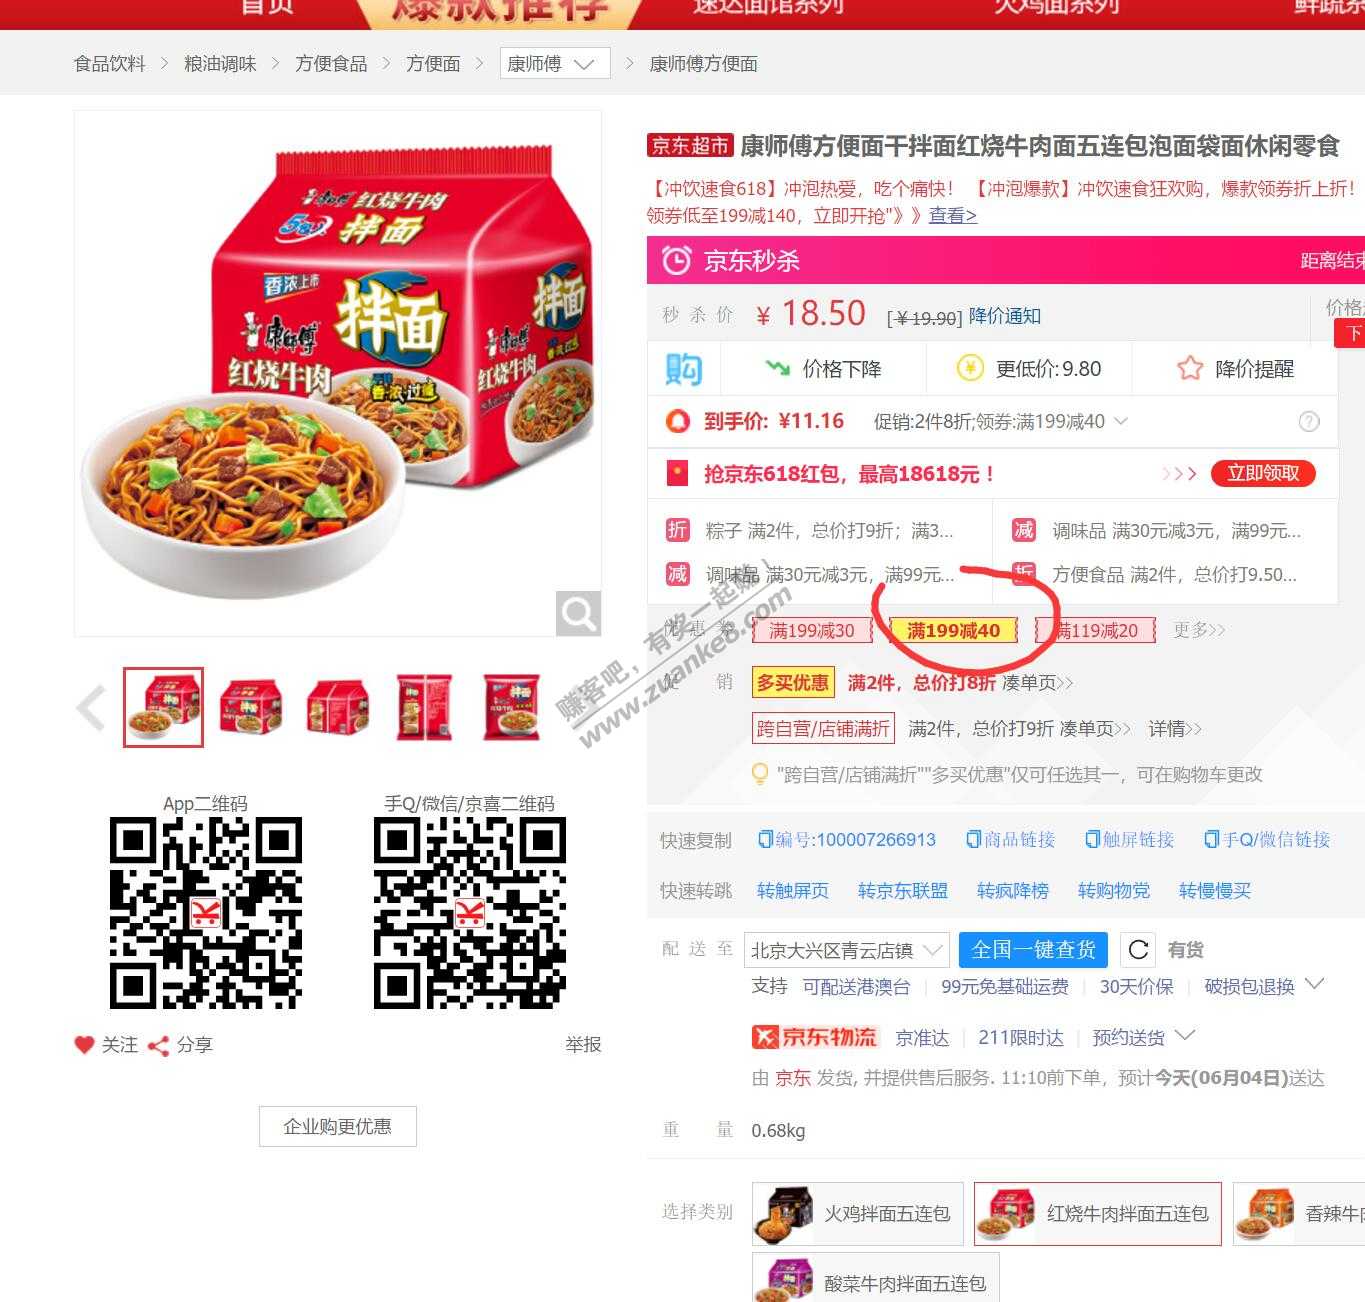 首页 爆款推荐 速达面馆系列 火鸡面系列 鲜蔬系
食品饮料 > 粮油调味 > 方便食品 > 方便面 > 康师傅 > 康师傅方便面
京东超市 康师傅方便面干拌面红烧牛肉面五连包泡面袋面休闲零食
【冲饮速食618】冲泡热爱，吃个痛快！ 【冲泡爆款】冲饮速食狂欢购，爆款领券折上折！
领券低至199减140，立即开抢"》》查看>
京东秒杀 距离结束
秒杀价 ¥ 18.50 [¥19.90] 降价通知 价格
下
购 价格下降 更低价:9.80 降价提醒
到手价: ¥11.16 促销:2件8折;领券:满199减40
抢京东618红包，最高18618元！ >>> 立即领取
折 粽子 满2件，总价打9折；满3... 减 调味品 满30元减3元，满99元...
减 调味品 满30元减3元，满99元... 折 方便食品 满2件，总价打9.50...
优惠券 满199减30 满199减40 满119减20 更多>>
促销 多买优惠 满2件，总价打8折 凑单页>>
跨自营/店铺满折 满2件，总价打9折 凑单页>> 详情>>
"跨自营/店铺满折""多买优惠"仅可任选其一，可在购物车更改
快速复制 编号:100007266913 商品链接 触屏链接 手Q/微信链接
快速转跳 转触屏页 转京东联盟 转疯降榜 转购物党 转慢慢买
配送至 北京大兴区青云店镇 全国一键查货 有货
支持 可配送港澳台 | 99元免基础运费 | 30天价保 | 破损包退换
京东物流 京准达 | 211限时达 | 预约送货
由 京东 发货, 并提供售后服务. 11:10前下单，预计今天(06月04日)送达
重量 0.68kg
选择类别 火鸡拌面五连包 红烧牛肉拌面五连包 香辣牛肉
酸菜牛肉拌面五连包
康师傅 红烧牛肉
5包入 拌面
香浓上市
拌面
康师傅
红烧牛肉
香浓过瘾
拌面
康师傅
红烧牛肉
App二维码 手Q/微信/京喜二维码
关注 分享 举报
企业购更优惠
赚客吧，有奖一起赚！
www.zuanke8.com